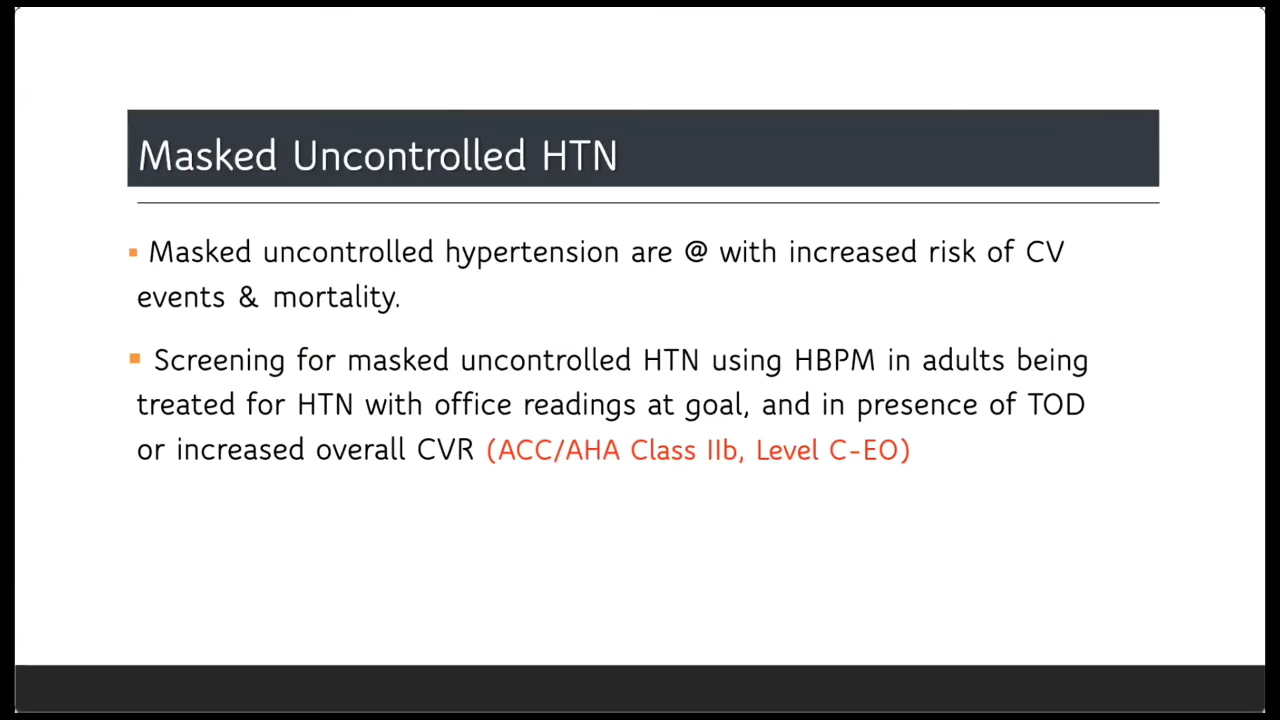 Masked Uncontrolled HTN
▪ Masked uncontrolled hypertension are @ with increased risk of CV
events & mortality.
▪ Screening for masked uncontrolled HTN using HBPM in adults being
treated for HTN with office readings at goal, and in presence of TOD
or increased overall CVR (ACC/AHA Class IIb, Level C-EO)